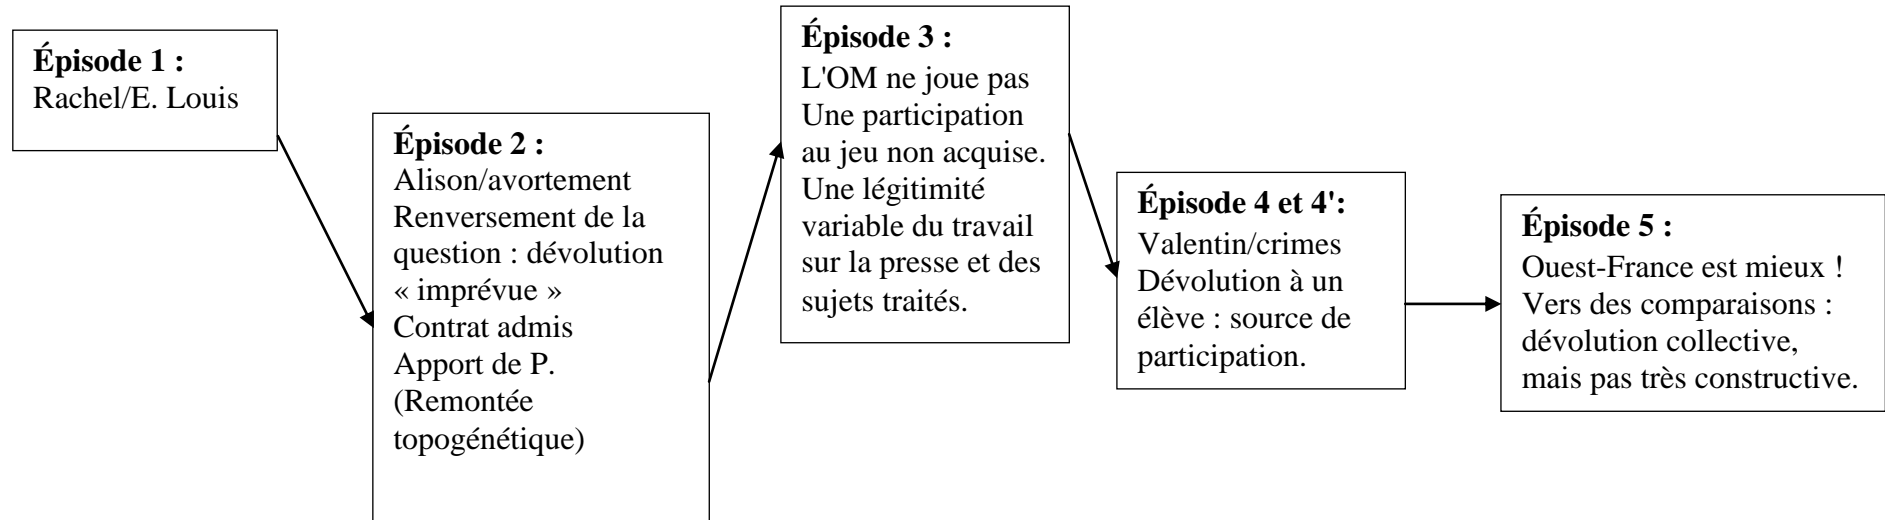 Épisode 1 :
Rachel/E. Louis
Épisode 2 :
Alison/avortement
Renversement de la
question : dévolution
« imprévue »
Contrat admis
Apport de P.
(Remontée
topogénétique)
Épisode 3 :
L'OM ne joue pas
Une participation
au jeu non acquise.
Une légitimité
variable du travail
sur la presse et des
sujets traités.
Épisode 4 et 4':
Valentin/crimes
Dévolution à un
élève : source de
participation.
Épisode 5 :
Ouest-France est mieux !
Vers des comparaisons :
dévolution collective,
mais pas très constructive.